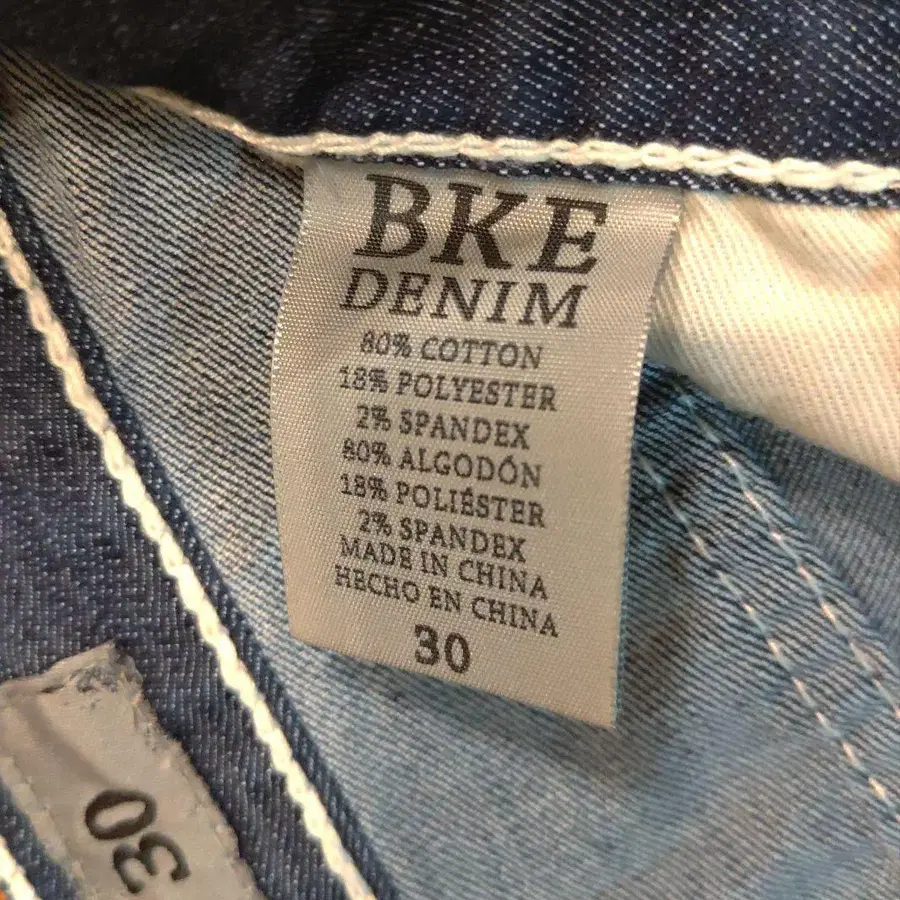 BKE
DENIM
80% COTTON
18% POLYESTER
2% SPANDEX
80% ALGODÓN
18% POLIÉSTER
2% SPANDEX
MADE IN CHINA
HECHO EN CHINA
30
30